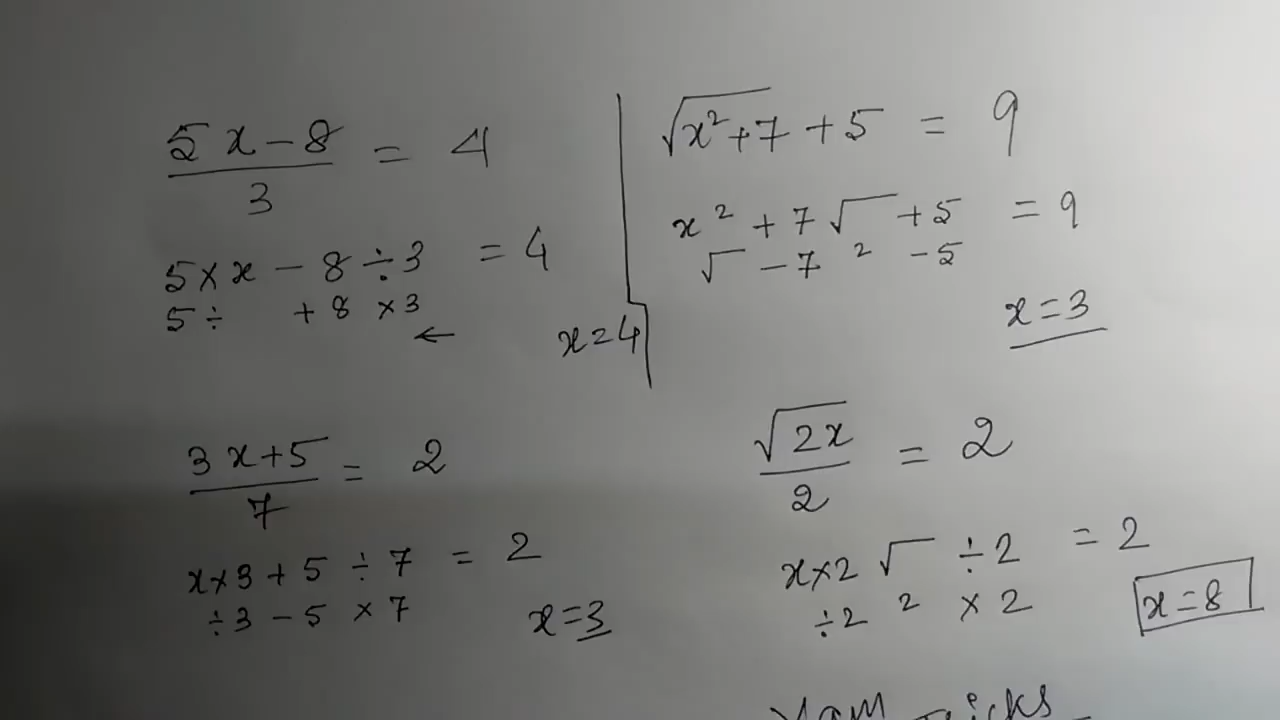 5x-8/3 = 4
5×x - 8÷3 = 4
5÷ +8 ×3
←
x=4
√x²+7 +5 = 9
x² + 7 √ +5 = 9
√ -7 ² -5
x=3
3x+5/7 = 2
x×3 + 5 ÷ 7 = 2
÷3 - 5 × 7
x=3
√2x/2 = 2
x×2 √ ÷2 = 2
÷2 ² ×2
x=8